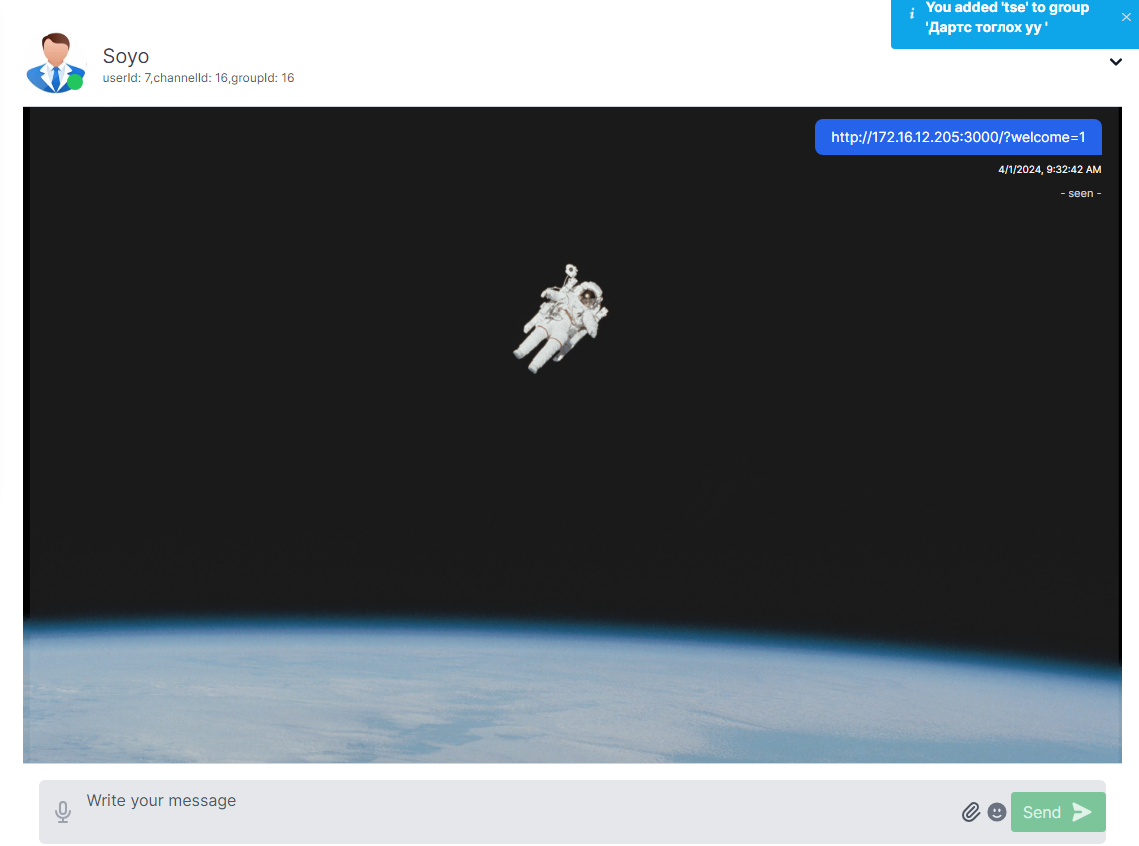 You added 'tse' to group
'Дартс тоглох уу '
Soyo
userId: 7,channelId: 16,groupId: 16
http://172.16.12.205:3000/?welcome=1
4/1/2024, 9:32:42 AM
- seen -
Write your message
Send